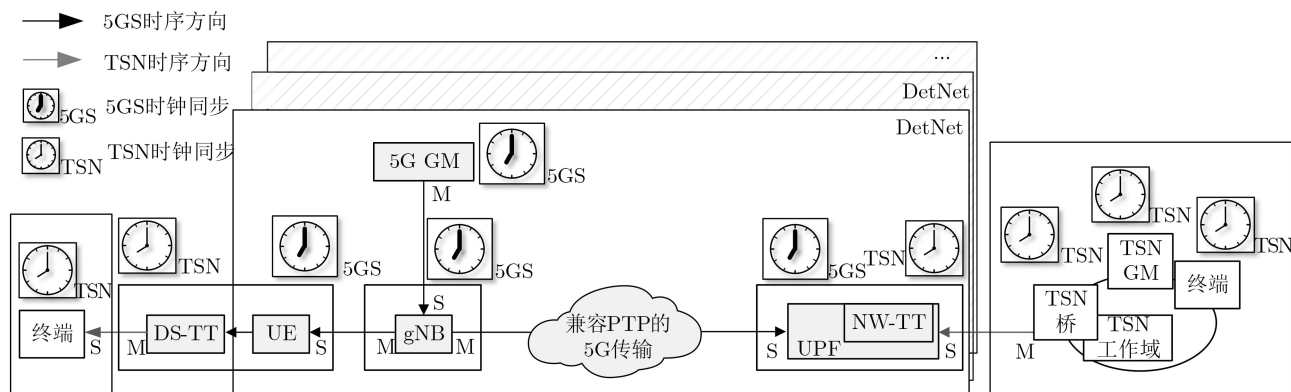 5GS时序方向
TSN时序方向
5GS
5GS时钟同步
TSN
TSN时钟同步
...
DetNet
DetNet
5G GM
5GS
M
TSN
TSN
5GS
5GS
5GS
TSN
TSN
TSN
TSN
S
终端
S
M
DS-TT
UE
S
M
gNB
M
兼容PTP的
5G传输
S
UPF
NW-TT
S
M
TSN
桥
TSN
GM
终端
TSN
工作域